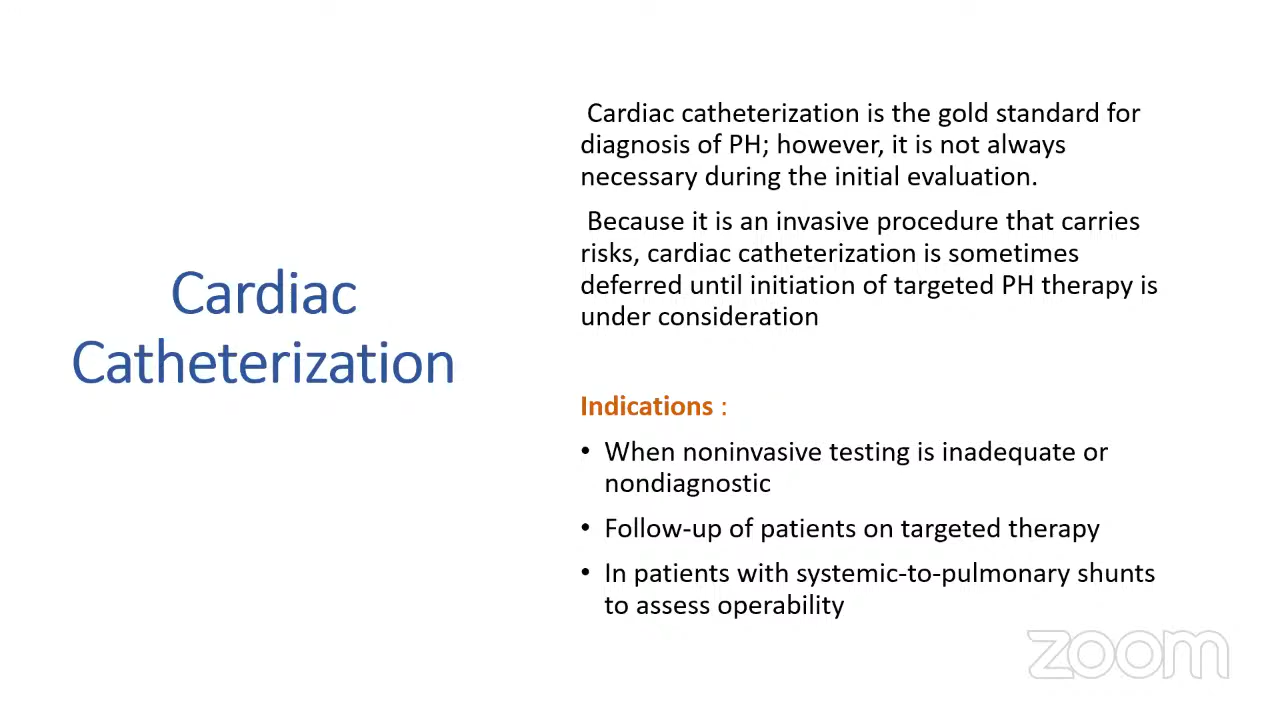 Cardiac
Catheterization
Cardiac catheterization is the gold standard for
diagnosis of PH; however, it is not always
necessary during the initial evaluation.
Because it is an invasive procedure that carries
risks, cardiac catheterization is sometimes
deferred until initiation of targeted PH therapy is
under consideration
Indications :
• When noninvasive testing is inadequate or
nondiagnostic
• Follow-up of patients on targeted therapy
• In patients with systemic-to-pulmonary shunts
to assess operability
zoom